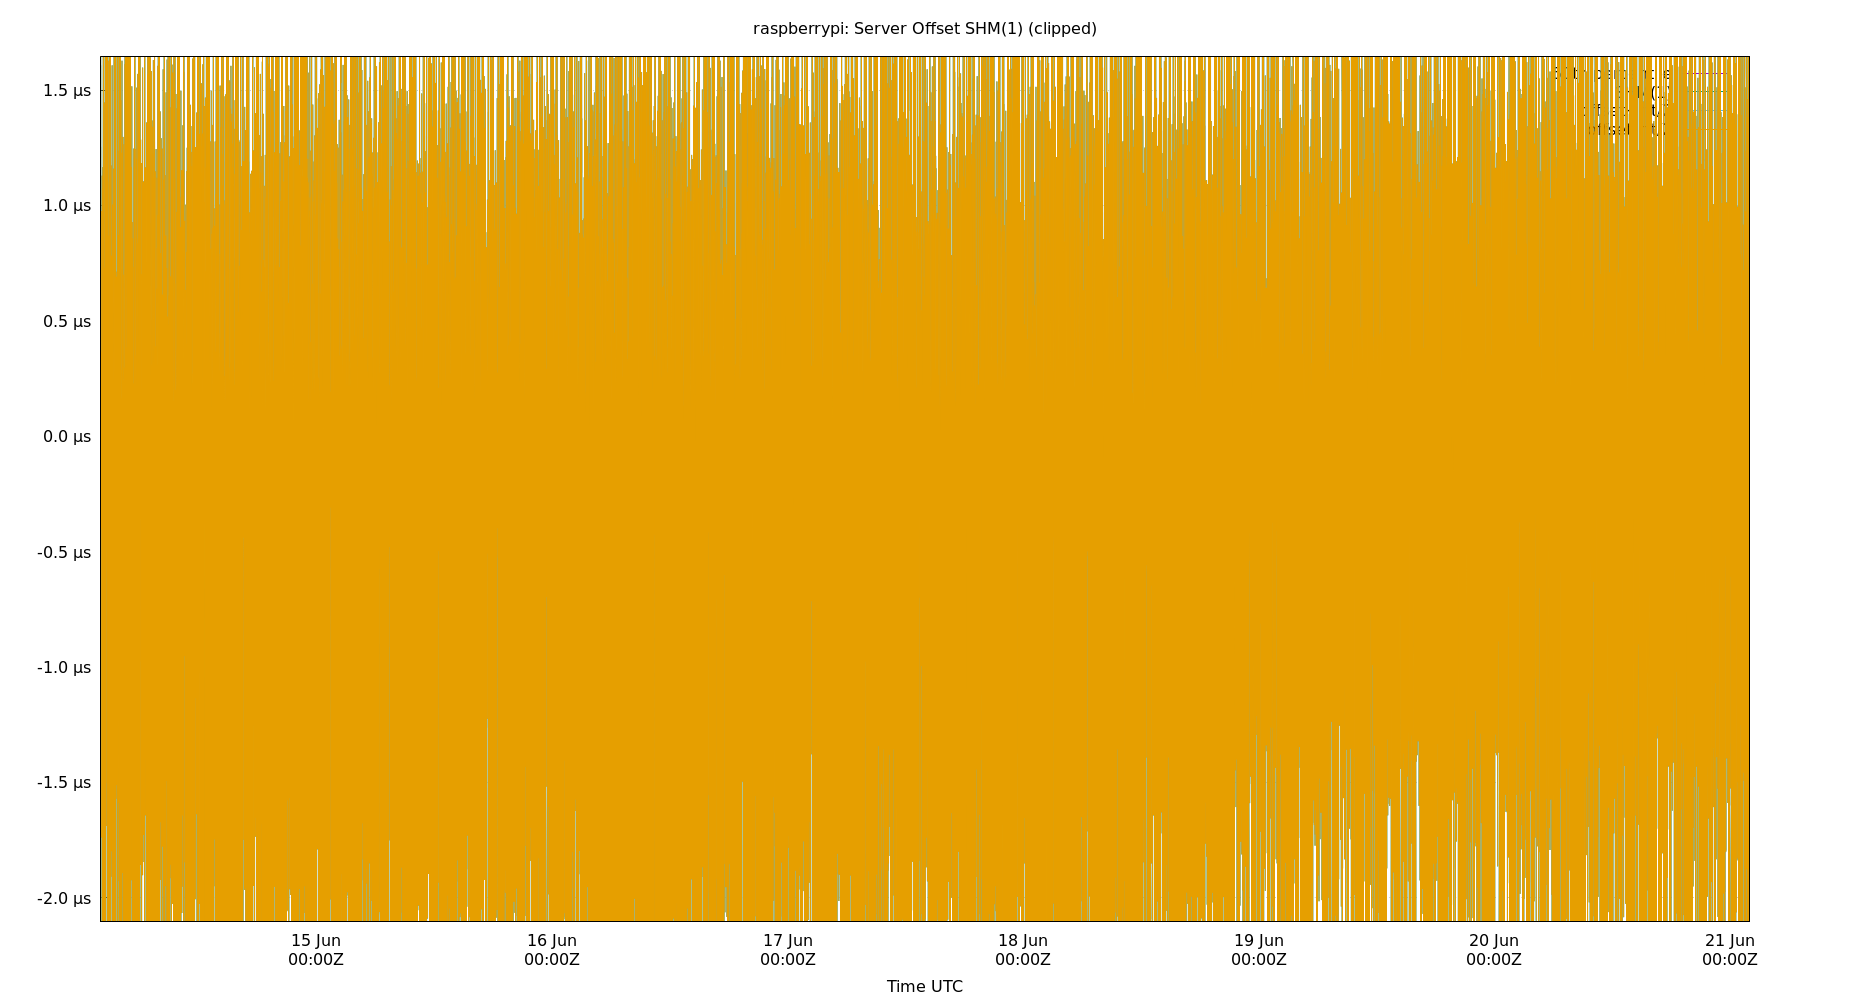 raspberrypi: Server Offset SHM(1) (clipped)
1.5 µs
1.0 µs
0.5 µs
0.0 µs
-0.5 µs
-1.0 µs
-1.5 µs
-2.0 µs
15 Jun
00:00Z
16 Jun
00:00Z
17 Jun
00:00Z
18 Jun
00:00Z
19 Jun
00:00Z
20 Jun
00:00Z
21 Jun
00:00Z
Time UTC